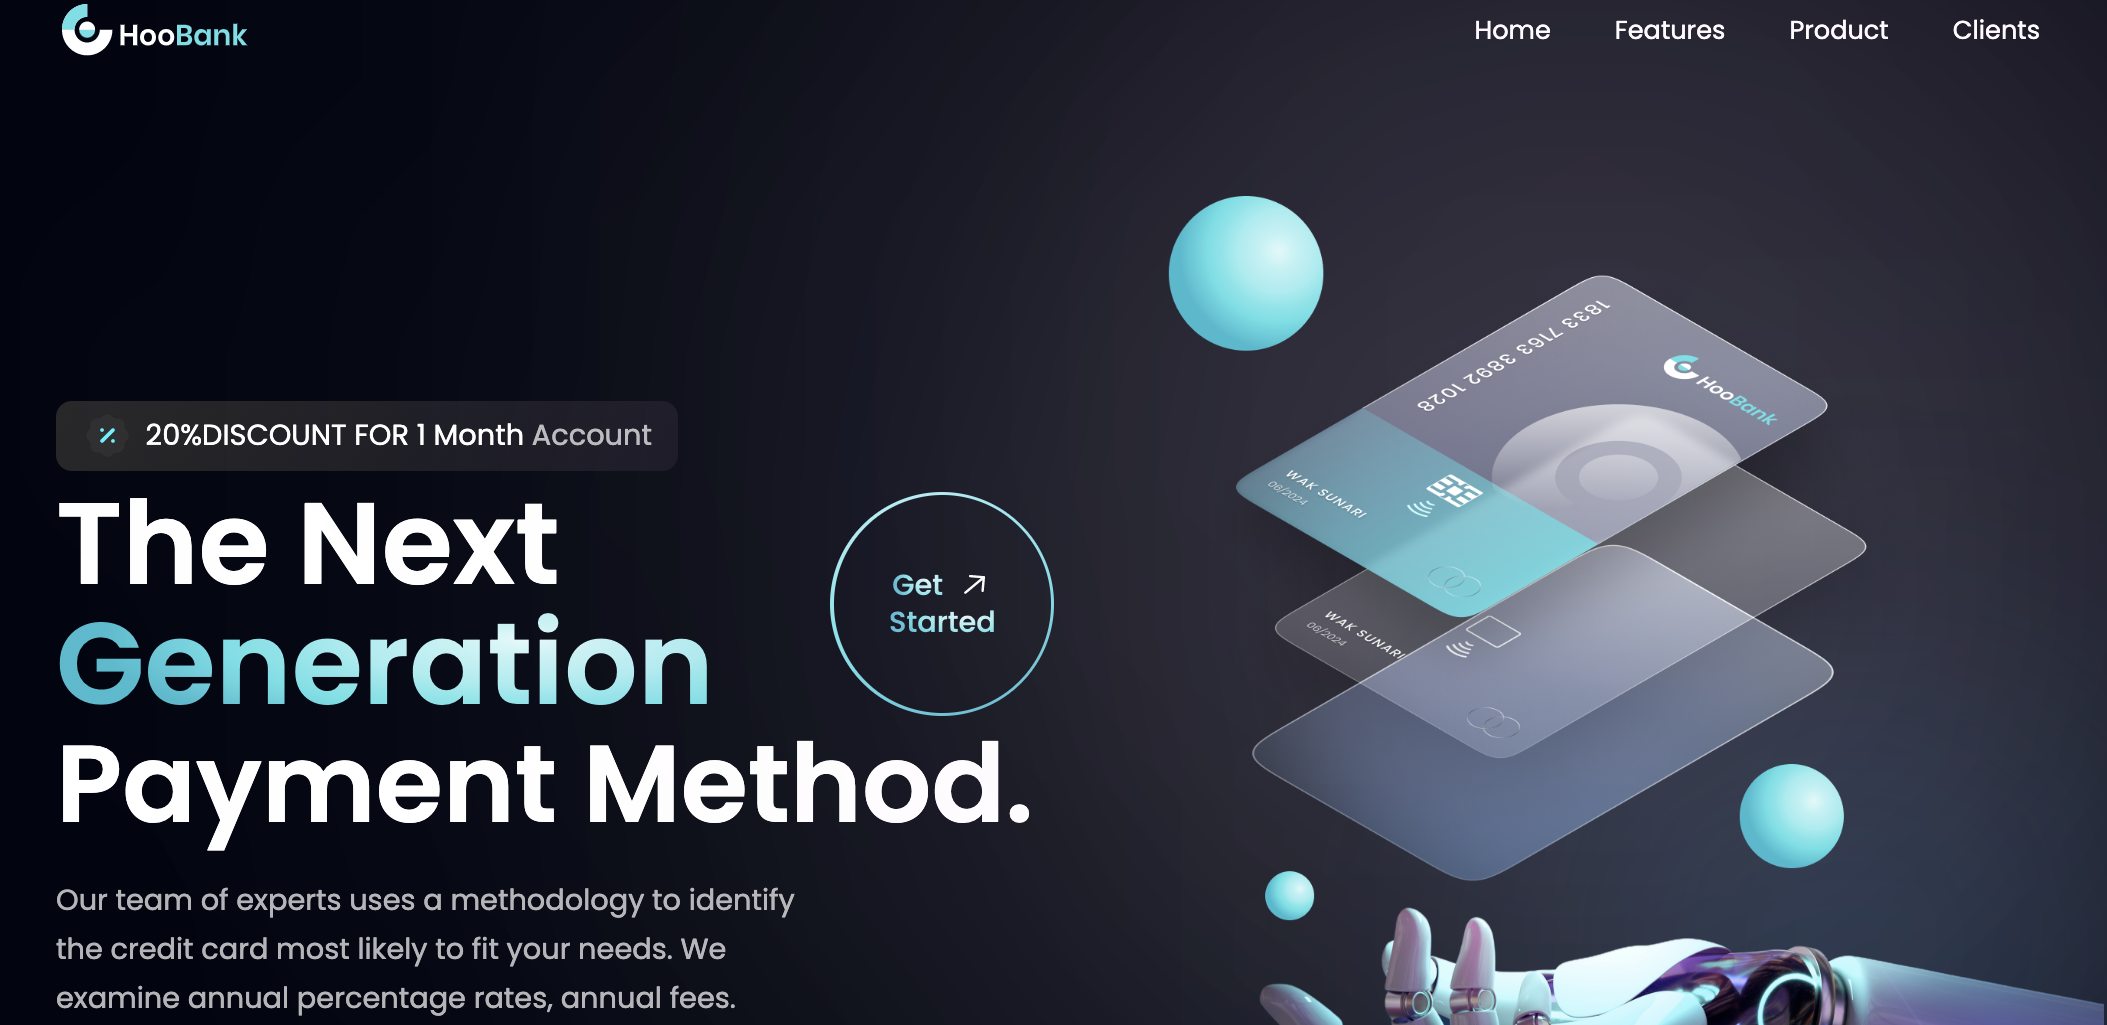 HooBank
Home Features Product Clients
20%DISCOUNT FOR 1 Month Account
The Next
Generation
Payment Method.
Get
Started
Our team of experts uses a methodology to identify
the credit card most likely to fit your needs. We
examine annual percentage rates, annual fees.
1833 7163 3892 1028
HooBank
WAK SUNARI
06/2024
WAK SUNARI
06/2024